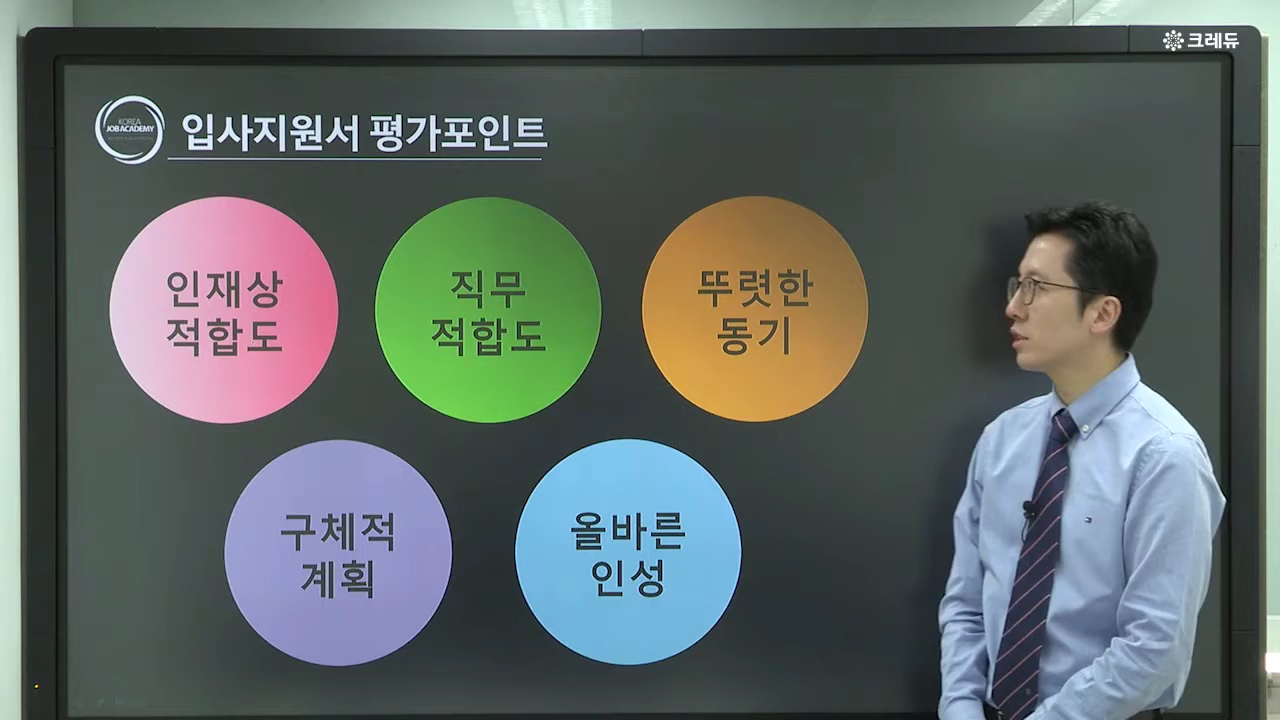 크레듀
KOREA
JOB ACADEMY
입사지원서 평가포인트
인재상
적합도
직무
적합도
뚜렷한
동기
구체적
계획
올바른
인성